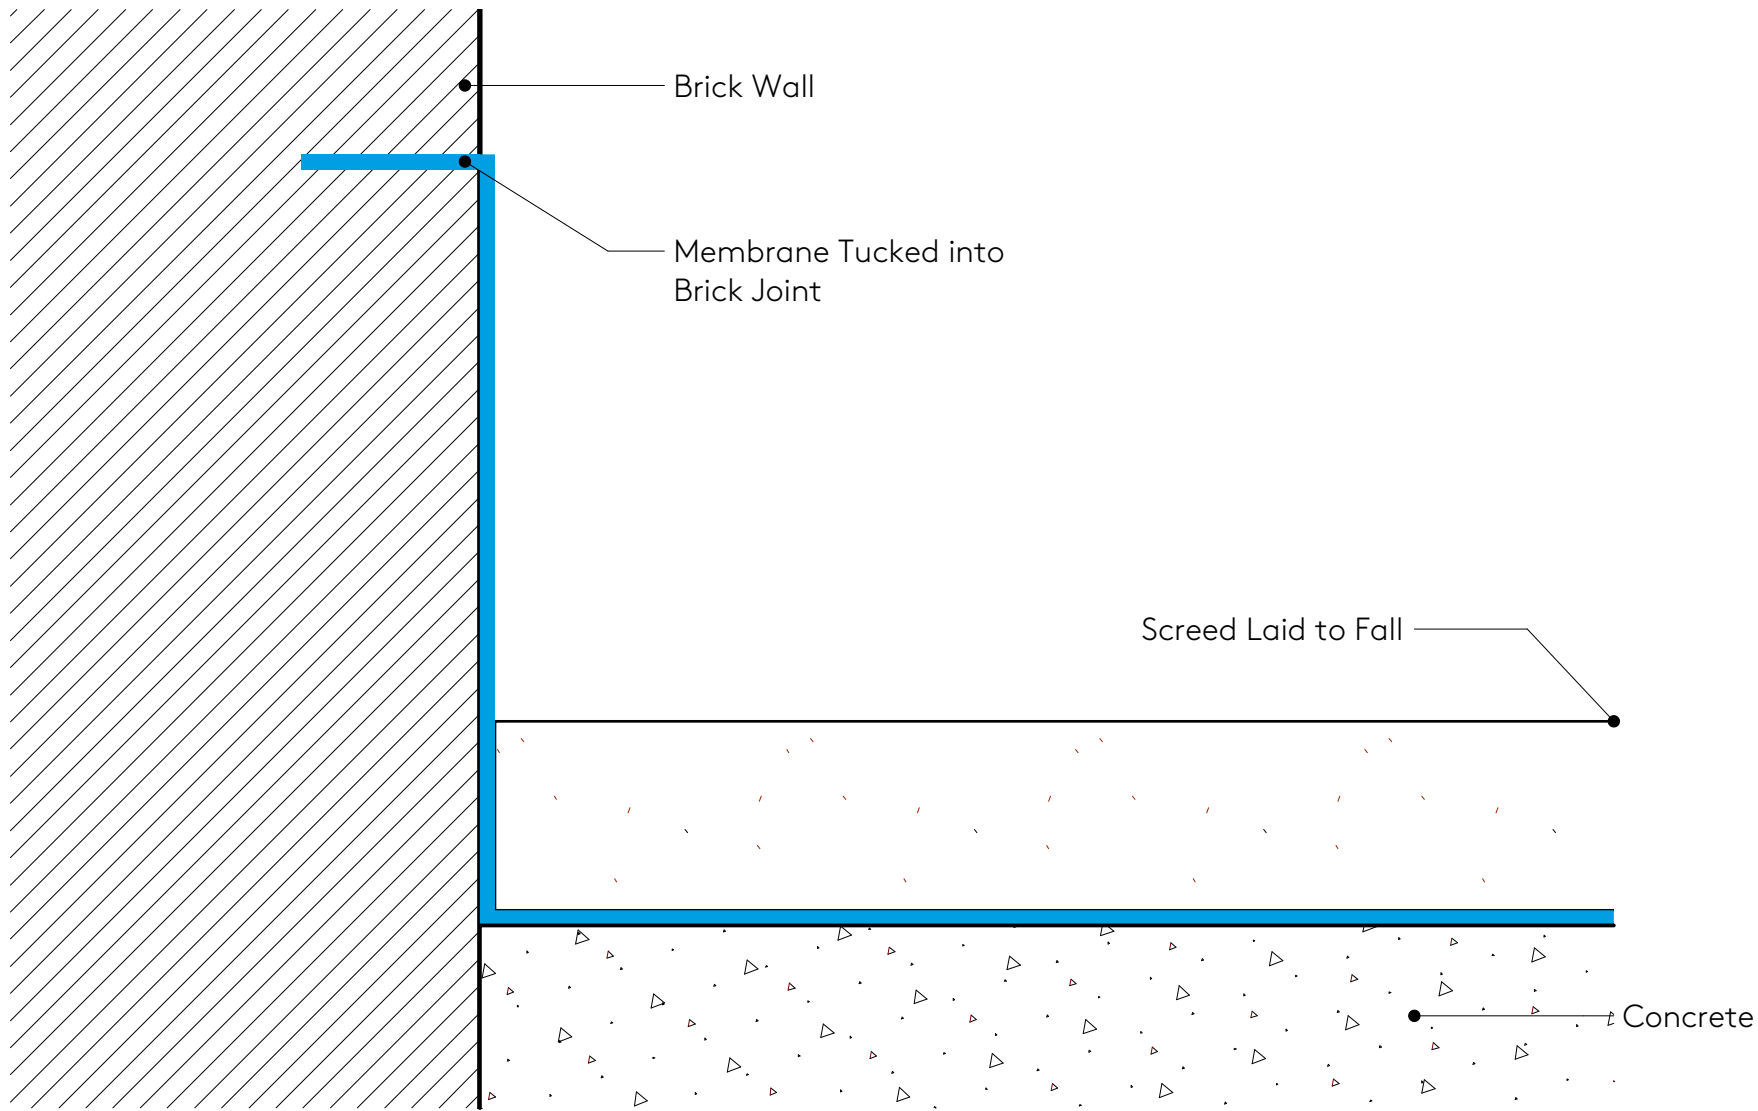 Brick Wall
Membrane Tucked into
Brick Joint
Screed Laid to Fall
Concrete